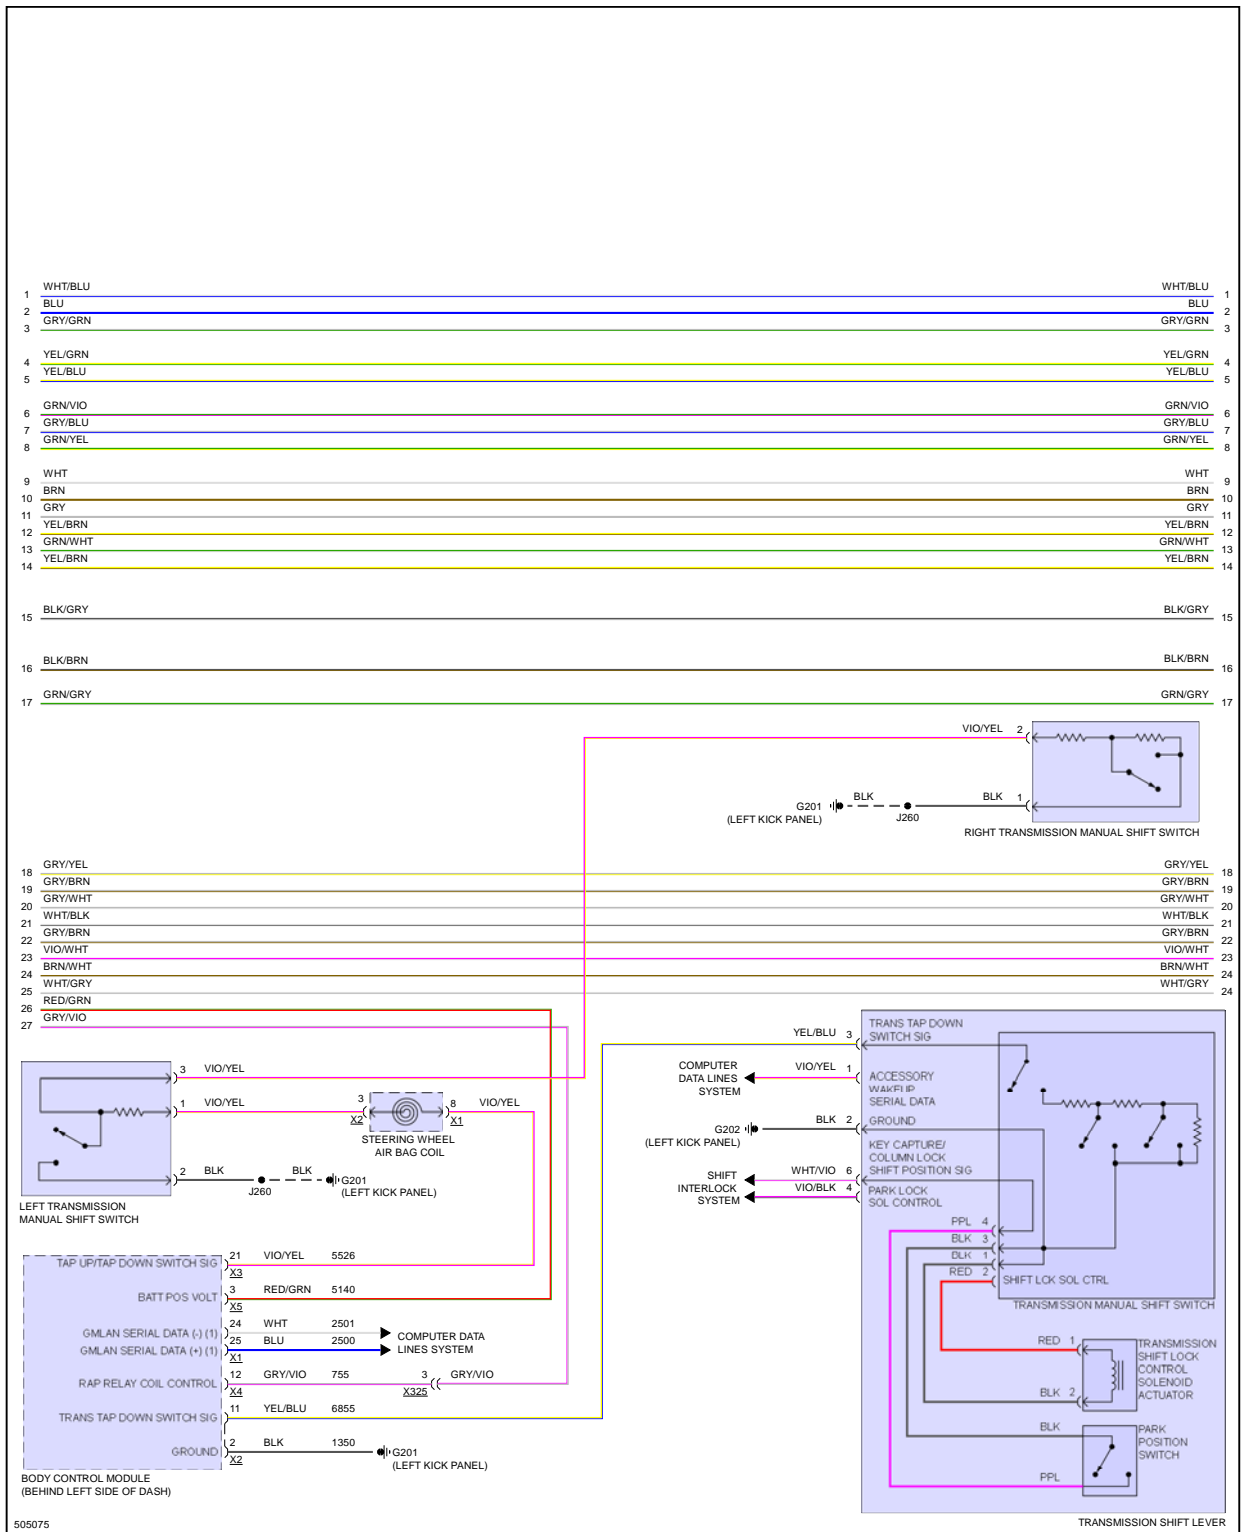 WHT/BLU WHT/BLU
1 1
BLU BLU
2 2
GRY/GRN GRY/GRN
3 3
YEL/GRN YEL/GRN
4 4
YEL/BLU YEL/BLU
5 5
GRN/VIO GRN/VIO
6 6
GRY/BLU GRY/BLU
7 7
GRN/YEL GRN/YEL
8 8
WHT WHT
9 9
BRN BRN
10 10
GRY GRY
11 11
YEL/BRN YEL/BRN
12 12
GRN/WHT GRN/WHT
13 13
YEL/BRN YEL/BRN
14 14
BLK/GRY BLK/GRY
15 15
BLK/BRN BLK/BRN
16 16
GRN/GRY GRN/GRY
17 17
VIO/YEL 2
G201
(LEFT KICK PANEL)
BLK
J260
BLK 1
RIGHT TRANSMISSION MANUAL SHIFT SWITCH
GRY/YEL GRY/YEL
18 18
GRY/BRN GRY/BRN
19 19
GRY/WHT GRY/WHT
20 20
WHT/BLK WHT/BLK
21 21
GRY/BRN GRY/BRN
22 22
VIO/WHT VIO/WHT
23 23
BRN/WHT BRN/WHT
24 24
WHT/GRY WHT/GRY
25 24
RED/GRN
26
GRY/VIO
27
3 VIO/YEL
1 VIO/YEL
3
X2
8
X1
VIO/YEL
STEERING WHEEL
AIR BAG COIL
2 BLK
J260
BLK
G201
(LEFT KICK PANEL)
LEFT TRANSMISSION
MANUAL SHIFT SWITCH
YEL/BLU 3
TRANS TAP DOWN
SWITCH SIG
COMPUTER
DATA LINES
SYSTEM
VIO/YEL 1
ACCESSORY
WAKEUP
SERIAL DATA
G202
(LEFT KICK PANEL)
BLK 2
GROUND
KEY CAPTURE/
COLUMN LOCK
SHIFT POSITION SIG
SHIFT
INTERLOCK
SYSTEM
WHT/VIO 6
VIO/BLK 4
PARK LOCK
SOL CONTROL
PPL 4
BLK 3
BLK 1
RED 2
SHIFT LCK SOL CTRL
TRANSMISSION MANUAL SHIFT SWITCH
TAP UP/TAP DOWN SWITCH SIG
21 VIO/YEL 5526
X3
BATT POS VOLT
3 RED/GRN 5140
X5
GMLAN SERIAL DATA (-) (1)
24 WHT 2501
GMLAN SERIAL DATA (+) (1)
25 BLU 2500
X1
COMPUTER DATA
LINES SYSTEM
RAP RELAY COIL CONTROL
12 GRY/VIO 755
X4
3
X325
GRY/VIO
TRANS TAP DOWN SWITCH SIG
11 YEL/BLU 6855
GROUND
2 BLK 1350
X2
G201
(LEFT KICK PANEL)
BODY CONTROL MODULE
(BEHIND LEFT SIDE OF DASH)
RED 1
BLK 2
TRANSMISSION
SHIFT LOCK
CONTROL
SOLENOID
ACTUATOR
BLK
PPL
PARK
POSITION
SWITCH
TRANSMISSION SHIFT LEVER
505075